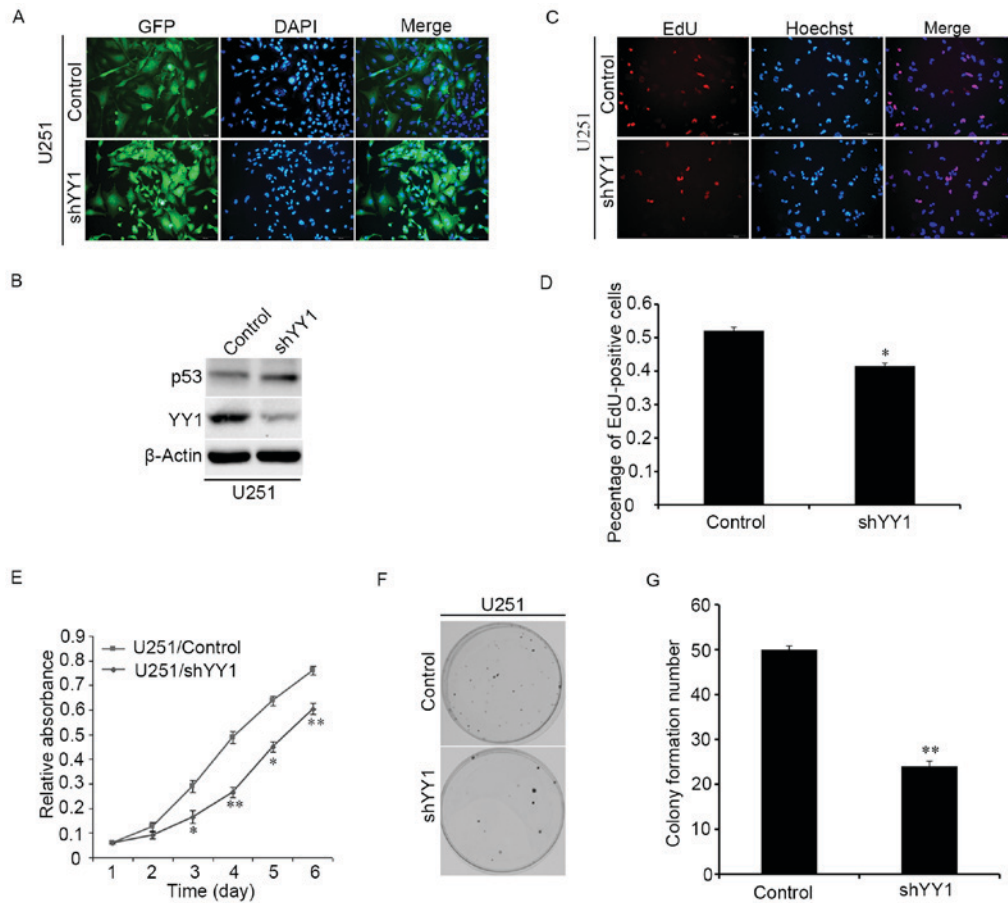 A
GFP DAPI Merge
U251
Control
shYY1
B
Control shYY1
p53
YY1
β-Actin
U251
C
EdU Hoechst Merge
U251
Control
shYY1
D
Pecentage of EdU-positive cells
0.6
0.5
0.4
0.3
0.2
0.1
0
*
Control shYY1
E
Relative absorbance
0.9
0.8
0.7
0.6
0.5
0.4
0.3
0.2
0.1
0
U251/Control
U251/shYY1
*
**
*
**
1 2 3 4 5 6
Time (day)
F
U251
Control
shYY1
G
Colony formation number
60
50
40
30
20
10
0
**
Control shYY1